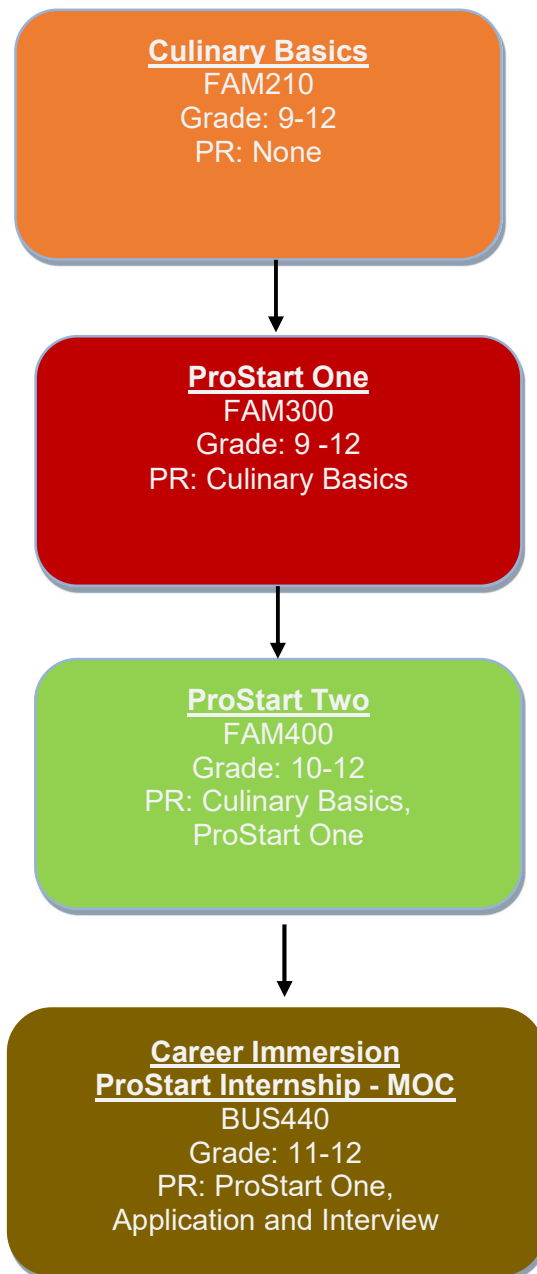 Culinary Basics
FAM210
Grade: 9-12
PR: None
ProStart One
FAM300
Grade: 9 -12
PR: Culinary Basics
ProStart Two
FAM400
Grade: 10-12
PR: Culinary Basics,
ProStart One
Career Immersion
ProStart Internship - MOC
BUS440
Grade: 11-12
PR: ProStart One,
Application and Interview